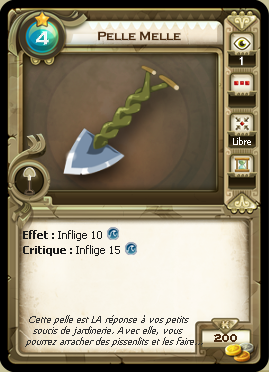 4
PELLE MELLE
1
Libre
Effet : Inflige 10
Critique : Inflige 15
Cette pelle est LA réponse à vos petits
soucis de jardinerie. Avec elle, vous
pourrez arracher des pissenlits et les faire
K
200